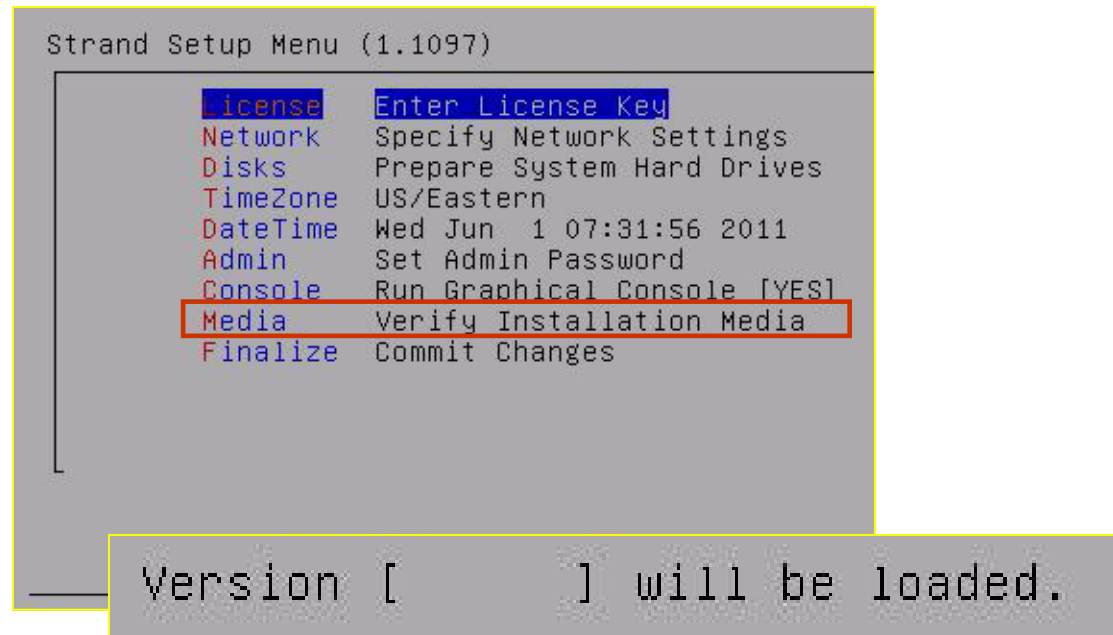 Strand Setup Menu (1.1097)
License Enter License Key
Network Specify Network Settings
Disks Prepare System Hard Drives
TimeZone US/Eastern
DateTime Wed Jun 1 07:31:56 2011
Admin Set Admin Password
Console Run Graphical Console [YES]
Media Verify Installation Media
Finalize Commit Changes
Version [ ] will be loaded.